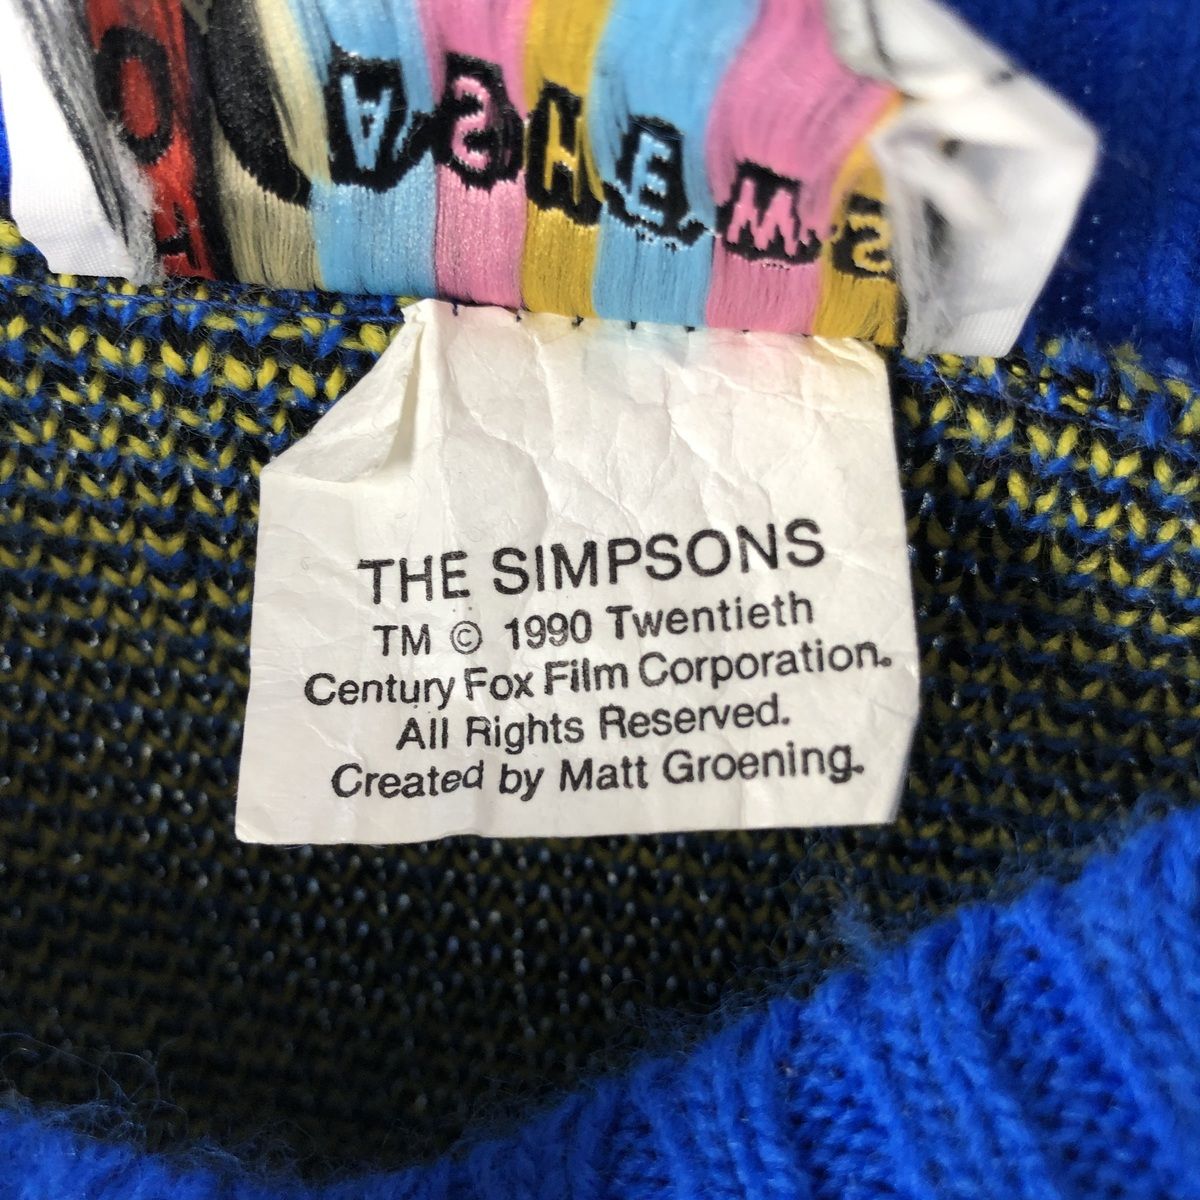 THE SIMPSONS
TM © 1990 Twentieth
Century Fox Film Corporation.
All Rights Reserved.
Created by Matt Groening.